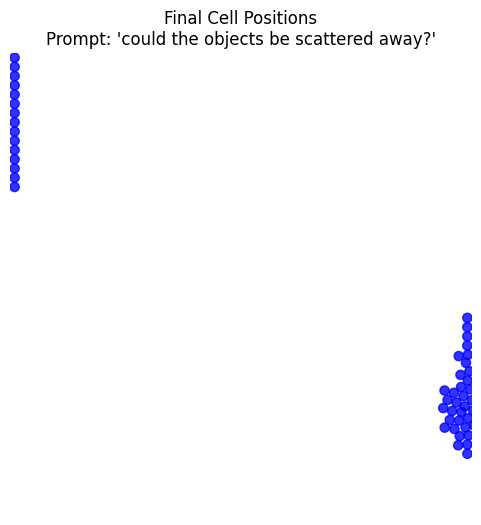 Final Cell Positions
Prompt: 'could the objects be scattered away?'